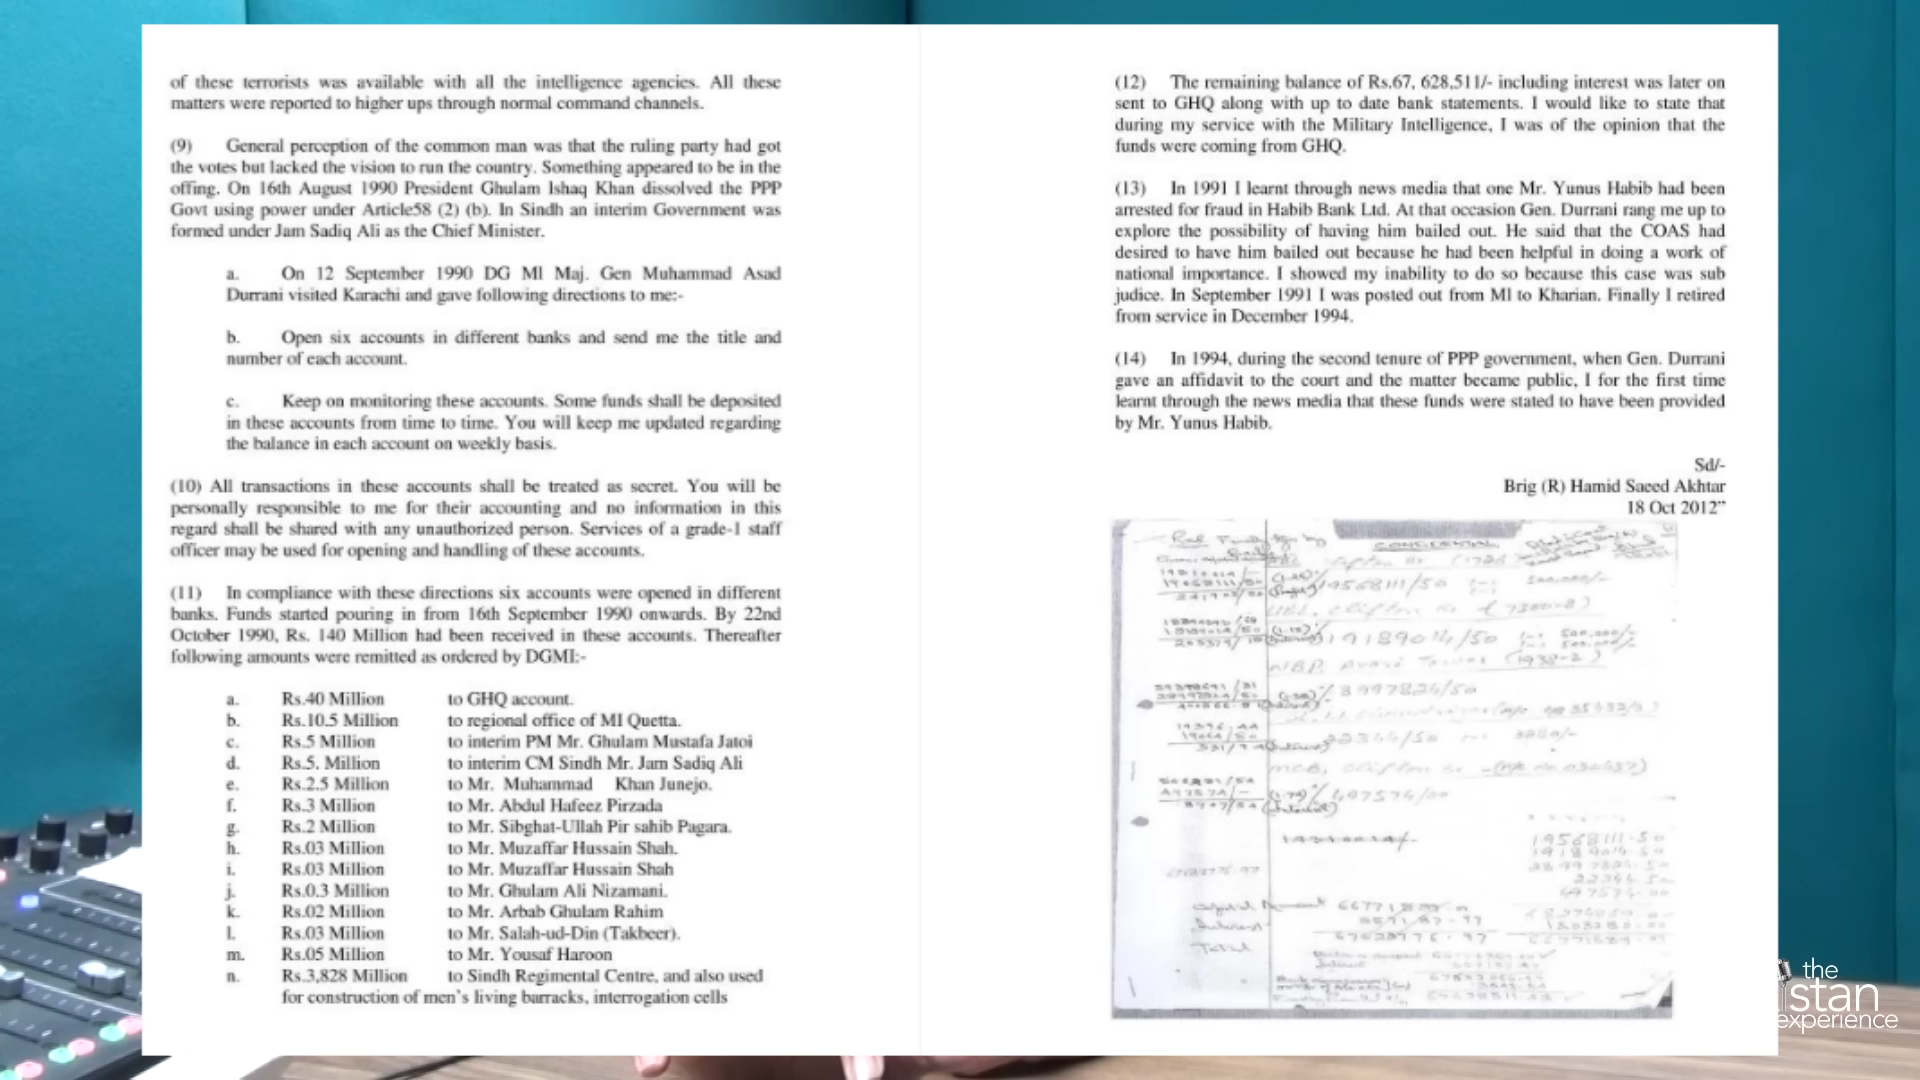 of these terrorists was available with all the intelligence agencies. All these
matters were reported to higher ups through normal command channels.
(9) General perception of the common man was that the ruling party had got
the votes but lacked the vision to run the country. Something appeared to be in the
offing. On 16th August 1990 President Ghulam Ishaq Khan dissolved the PPP
Govt using power under Article58 (2) (b). In Sindh an interim Government was
formed under Jam Sadiq Ali as the Chief Minister.
a. On 12 September 1990 DG MI Maj. Gen Muhammad Asad
Durrani visited Karachi and gave following directions to me:-
b. Open six accounts in different banks and send me the title and
number of each account.
c. Keep on monitoring these accounts. Some funds shall be deposited
in these accounts from time to time. You will keep me updated regarding
the balance in each account on weekly basis.
(10) All transactions in these accounts shall be treated as secret. You will be
personally responsible to me for their accounting and no information in this
regard shall be shared with any unauthorized person. Services of a grade-1 staff
officer may be used for opening and handling of these accounts.
(11) In compliance with these directions six accounts were opened in different
banks. Funds started pouring in from 16th September 1990 onwards. By 22nd
October 1990, Rs. 140 Million had been received in these accounts. Thereafter
following amounts were remitted as ordered by DGMI:-
a. Rs.40 Million to GHQ account.
b. Rs.10.5 Million to regional office of MI Quetta.
c. Rs.5 Million to interim PM Mr. Ghulam Mustafa Jatoi
d. Rs.5. Million to interim CM Sindh Mr. Jam Sadiq Ali
e. Rs.2.5 Million to Mr. Muhammad Khan Junejo.
f. Rs.3 Million to Mr. Abdul Hafeez Pirzada
g. Rs.2 Million to Mr. Sibghat-Ullah Pir sahib Pagara.
h. Rs.03 Million to Mr. Muzaffar Hussain Shah.
i. Rs.03 Million to Mr. Muzaffar Hussain Shah
j. Rs.0.3 Million to Mr. Ghulam Ali Nizamani.
k. Rs.02 Million to Mr. Arbab Ghulam Rahim
l. Rs.03 Million to Mr. Salah-ud-Din (Takbeer).
m. Rs.05 Million to Mr. Yousaf Haroon
n. Rs.3,828 Million to Sindh Regimental Centre, and also used
for construction of men's living barracks, interrogation cells
(12) The remaining balance of Rs.67, 628,511/- including interest was later on
sent to GHQ along with up to date bank statements. I would like to state that
during my service with the Military Intelligence, I was of the opinion that the
funds were coming from GHQ.
(13) In 1991 I learnt through news media that one Mr. Yunus Habib had been
arrested for fraud in Habib Bank Ltd. At that occasion Gen. Durrani rang me up to
explore the possibility of having him bailed out. He said that the COAS had
desired to have him bailed out because he had been helpful in doing a work of
national importance. I showed my inability to do so because this case was sub
judice. In September 1991 I was posted out from MI to Kharian. Finally I retired
from service in December 1994.
(14) In 1994, during the second tenure of PPP government, when Gen. Durrani
gave an affidavit to the court and the matter became public, I for the first time
learnt through the news media that these funds were stated to have been provided
by Mr. Yunus Habib.
Sd/-
Brig (R) Hamid Saeed Akhtar
18 Oct 2012"
CONFIDENTIAL
19568111/50
19189014/50
Interest
Total
the
stan
experience